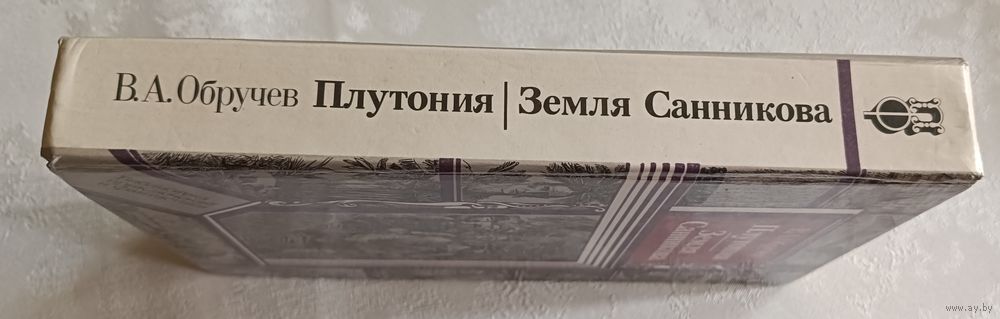 В.А.Обручев Плутония | Земля Санникова
www.ay.by